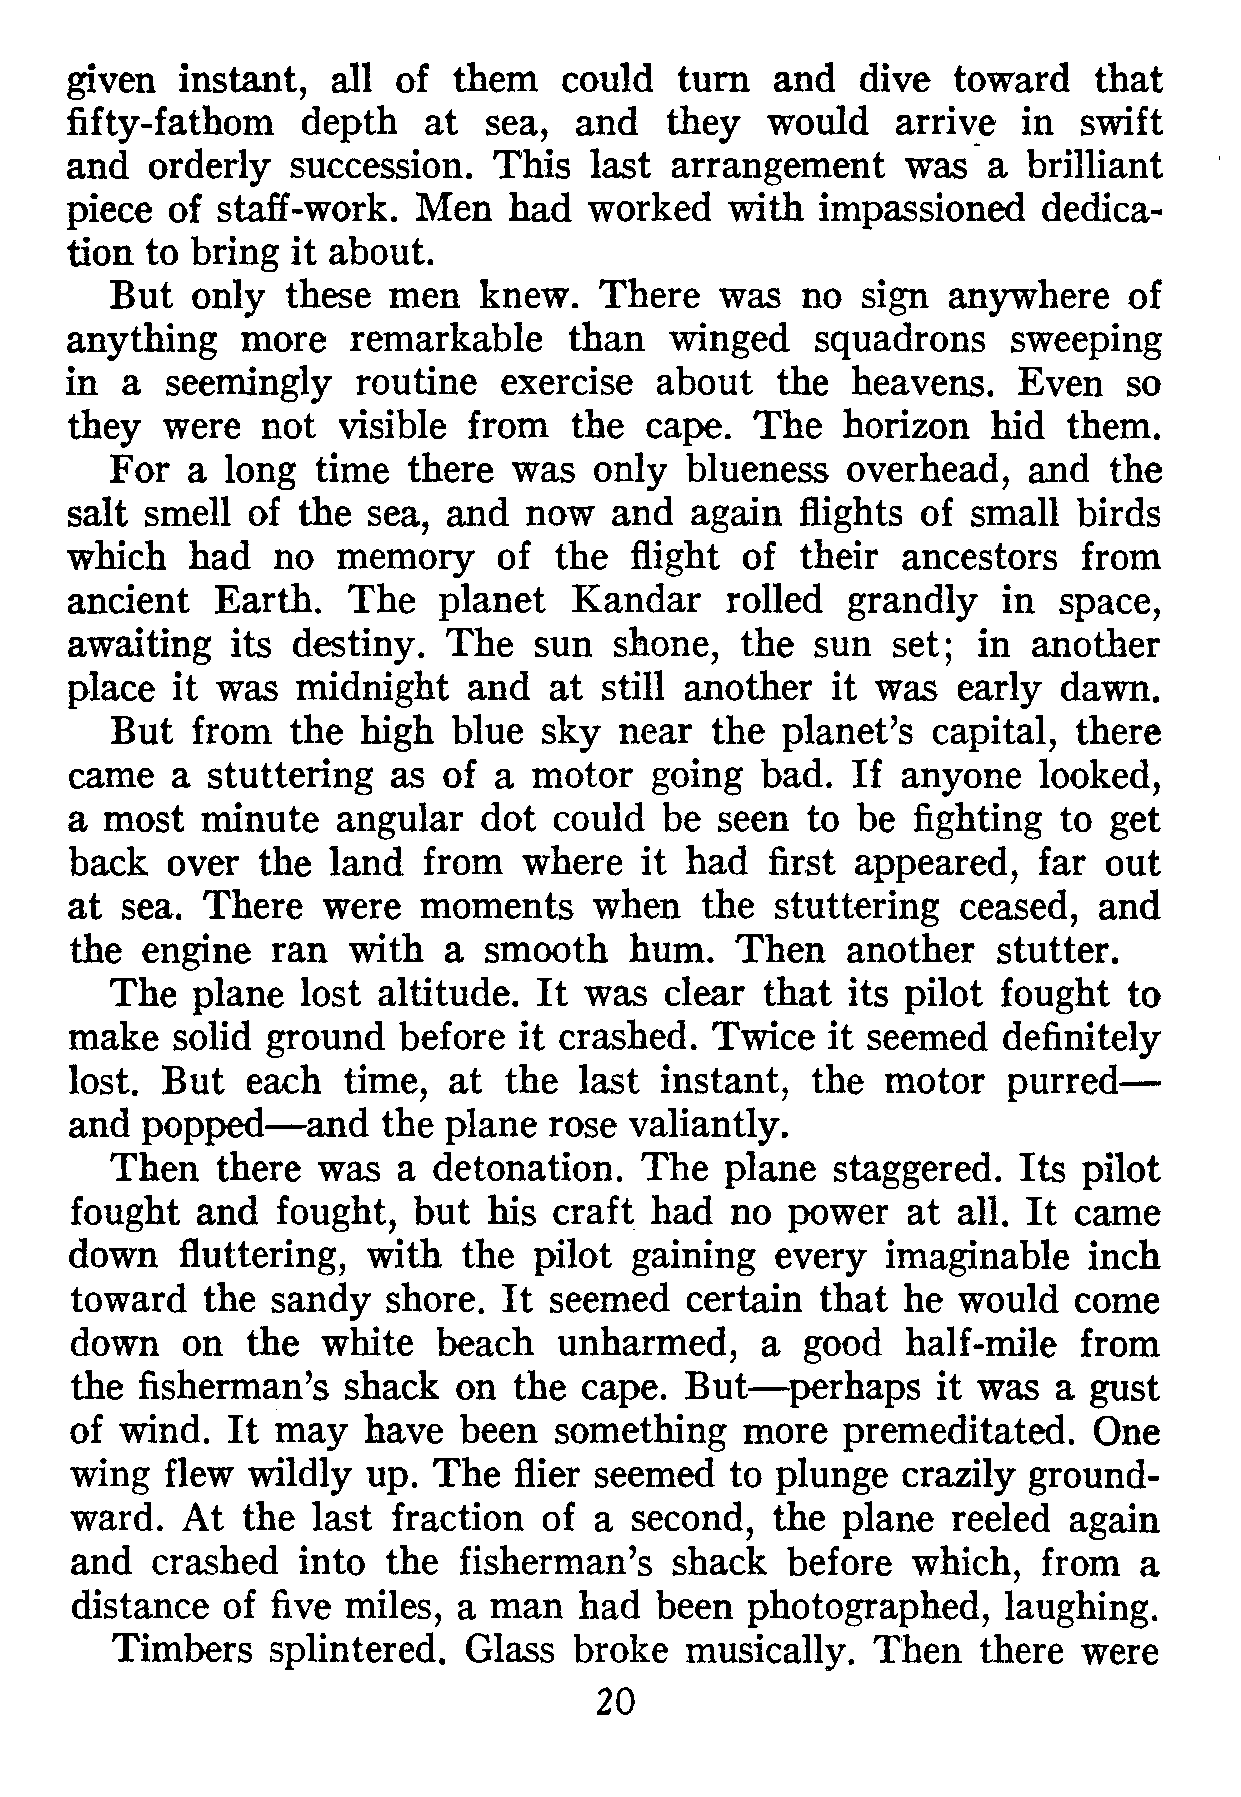 given instant, all of them could turn and dive toward that
fifty-fathom depth at sea, and they would arrive in swift
and orderly succession. This last arrangement was a brilliant
piece of staff-work. Men had worked with impassioned dedica-
tion to bring it about.
But only these men knew. There was no sign anywhere of
anything more remarkable than winged squadrons sweeping
in a seemingly routine exercise about the heavens. Even so
they were not visible from the cape. The horizon hid them.
For a long time there was only blueness overhead, and the
salt smell of the sea, and now and again flights of small birds
which had no memory of the flight of their ancestors from
ancient Earth. The planet Kandar rolled grandly in space,
awaiting its destiny. The sun shone, the sun set; in another
place it was midnight and at still another it was early dawn.
But from the high blue sky near the planet's capital, there
came a stuttering as of a motor going bad. If anyone looked,
a most minute angular dot could be seen to be fighting to get
back over the land from where it had first appeared, far out
at sea. There were moments when the stuttering ceased, and
the engine ran with a smooth hum. Then another stutter.
The plane lost altitude. It was clear that its pilot fought to
make solid ground before it crashed. Twice it seemed definitely
lost. But each time, at the last instant, the motor purred—
and popped—and the plane rose valiantly.
Then there was a detonation. The plane staggered. Its pilot
fought and fought, but his craft had no power at all. It came
down fluttering, with the pilot gaining every imaginable inch
toward the sandy shore. It seemed certain that he would come
down on the white beach unharmed, a good half-mile from
the fisherman's shack on the cape. But—perhaps it was a gust
of wind. It may have been something more premeditated. One
wing flew wildly up. The flier seemed to plunge crazily ground-
ward. At the last fraction of a second, the plane reeled again
and crashed into the fisherman's shack before which, from a
distance of five miles, a man had been photographed, laughing.
Timbers splintered. Glass broke musically. Then there were
20